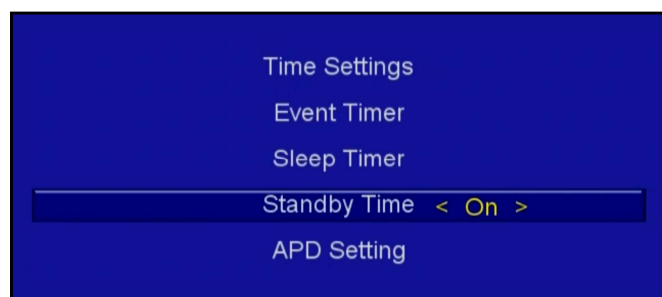 Time Settings
Event Timer
Sleep Timer
Standby Time < On >
APD Setting